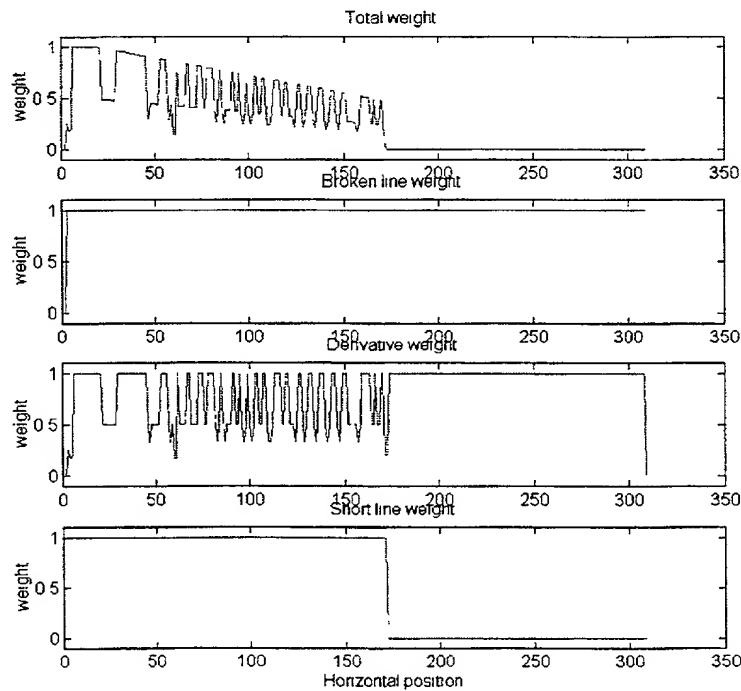 Total weight
weight
1
0 5
0
0 50 100 150 200 250 300 350
Broken line weight
weight
1
0 5
0
0 50 100 150 200 250 300 350
Derivative weight
weight
1
0 5
0
0 50 100 150 200 250 300 350
Short line weight
weight
1
0 5
0
0 50 100 150 200 250 300 350
Horizontal position